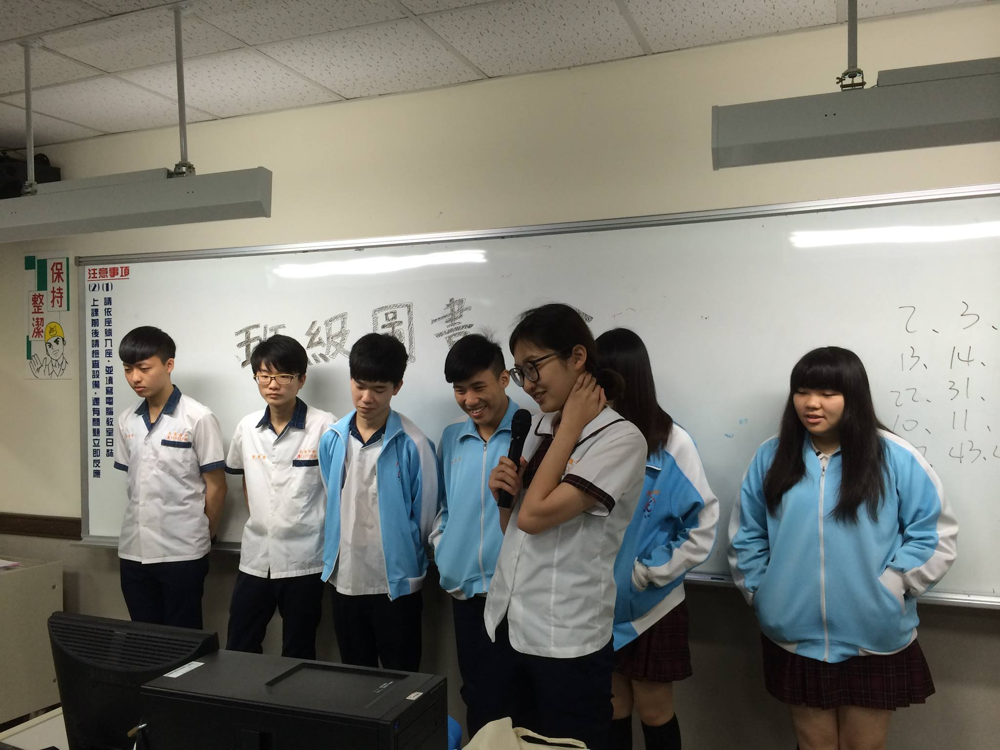 保持
整潔
注意事項
(1) 請依座號入座，並填寫電腦教室日誌
(2) 上課前後請檢查設備，遇有問題立即反應
班級圖書
2、3、
13、14、
22、31、
10、11、
43、4